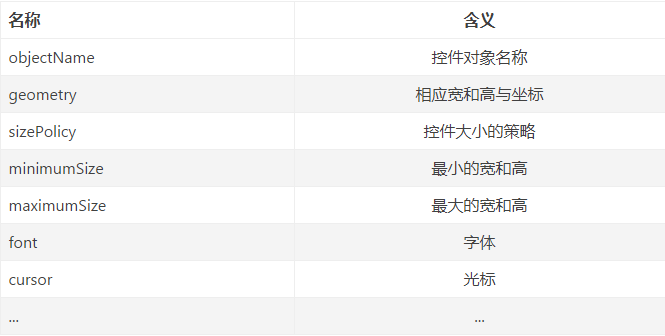 名称 含义
objectName 控件对象名称
geometry 相应宽和高与坐标
sizePolicy 控件大小的策略
minimumSize 最小的宽和高
maximumSize 最大的宽和高
font 字体
cursor 光标
... ...